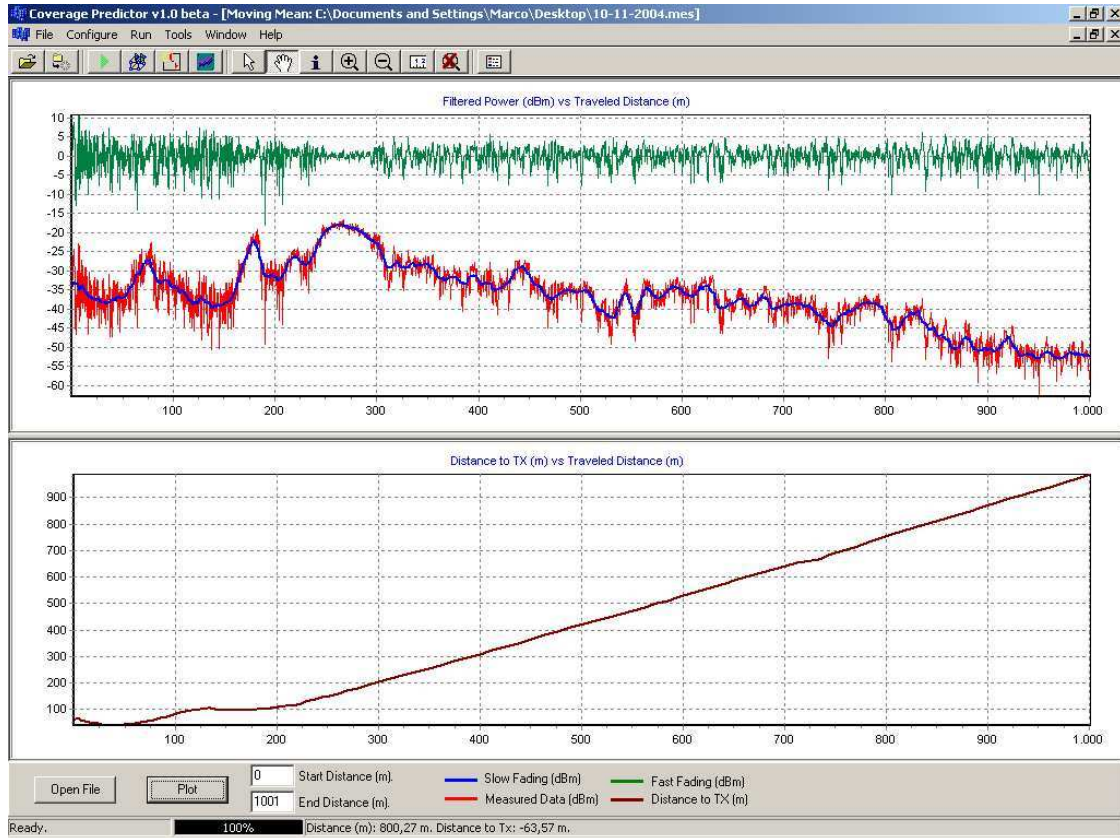 Coverage Predictor v1.0 beta - [Moving Mean: C:\Documents and Settings\Marco\Desktop\10-11-2004.mes]
File Configure Run Tools Window Help
Filtered Power (dBm) vs Traveled Distance (m)
10
5
0
-5
-10
-15
-20
-25
-30
-35
-40
-45
-50
-55
-60
100 200 300 400 500 600 700 800 900 1.000
Distance to TX (m) vs Traveled Distance (m)
900
800
700
600
500
400
300
200
100
100 200 300 400 500 600 700 800 900 1.000
Open File
Plot
0 Start Distance (m).
1001 End Distance (m).
Slow Fading (dBm)
Fast Fading (dBm)
Measured Data (dBm)
Distance to TX (m)
Ready. 100% Distance (m): 800,27 m. Distance to Tx: -63,57 m.